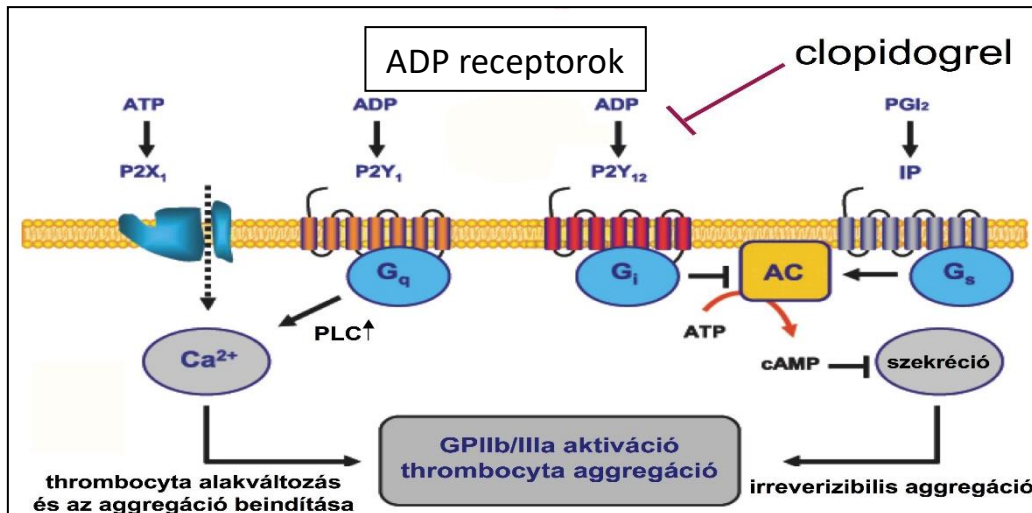 ADP receptorok
clopidogrel
ATP
ADP
ADP
PGI₂
P2X₁
P2Y₁
P2Y₁₂
IP
Gq
Gi
AC
Gs
PLC↑
ATP
Ca²⁺
cAMP
szekréció
GPIIb/IIIa aktiváció
thrombocyta aggregáció
thrombocyta alakváltozás
és az aggregáció beindítása
irreverizibilis aggregáció